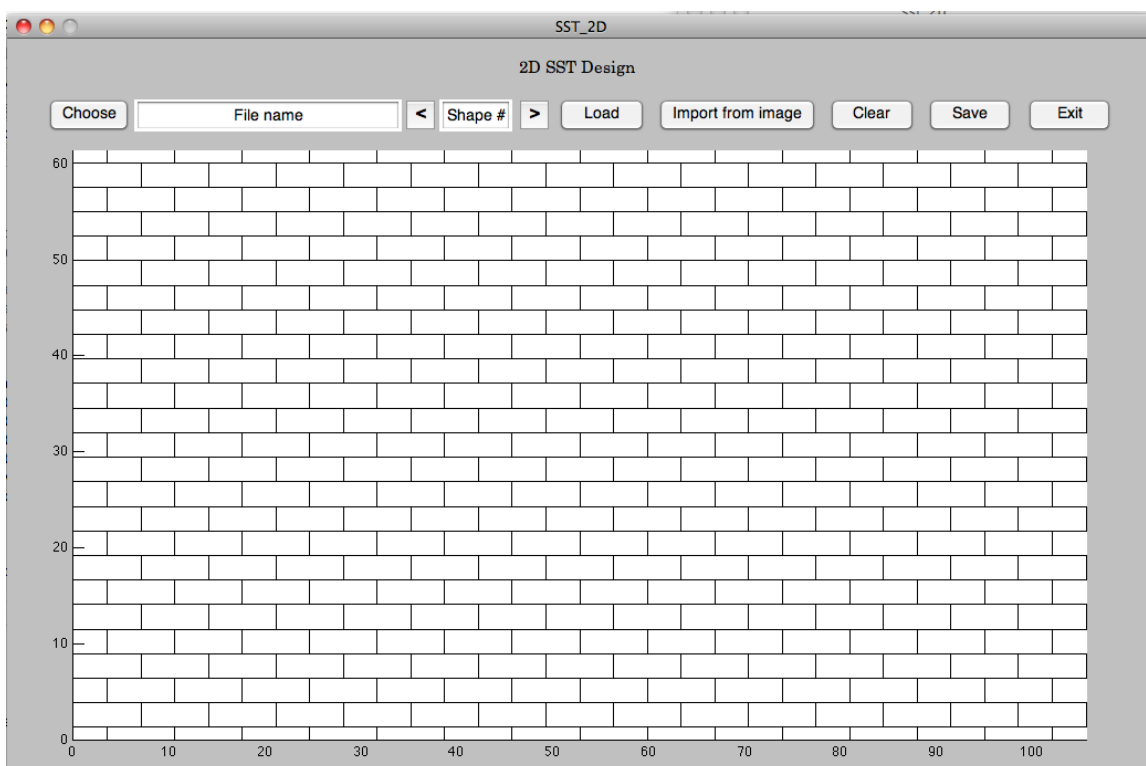 SST_2D
2D SST Design
Choose File name < Shape # > Load Import from image Clear Save Exit
60
50
40
30
20
10
0
0 10 20 30 40 50 60 70 80 90 100